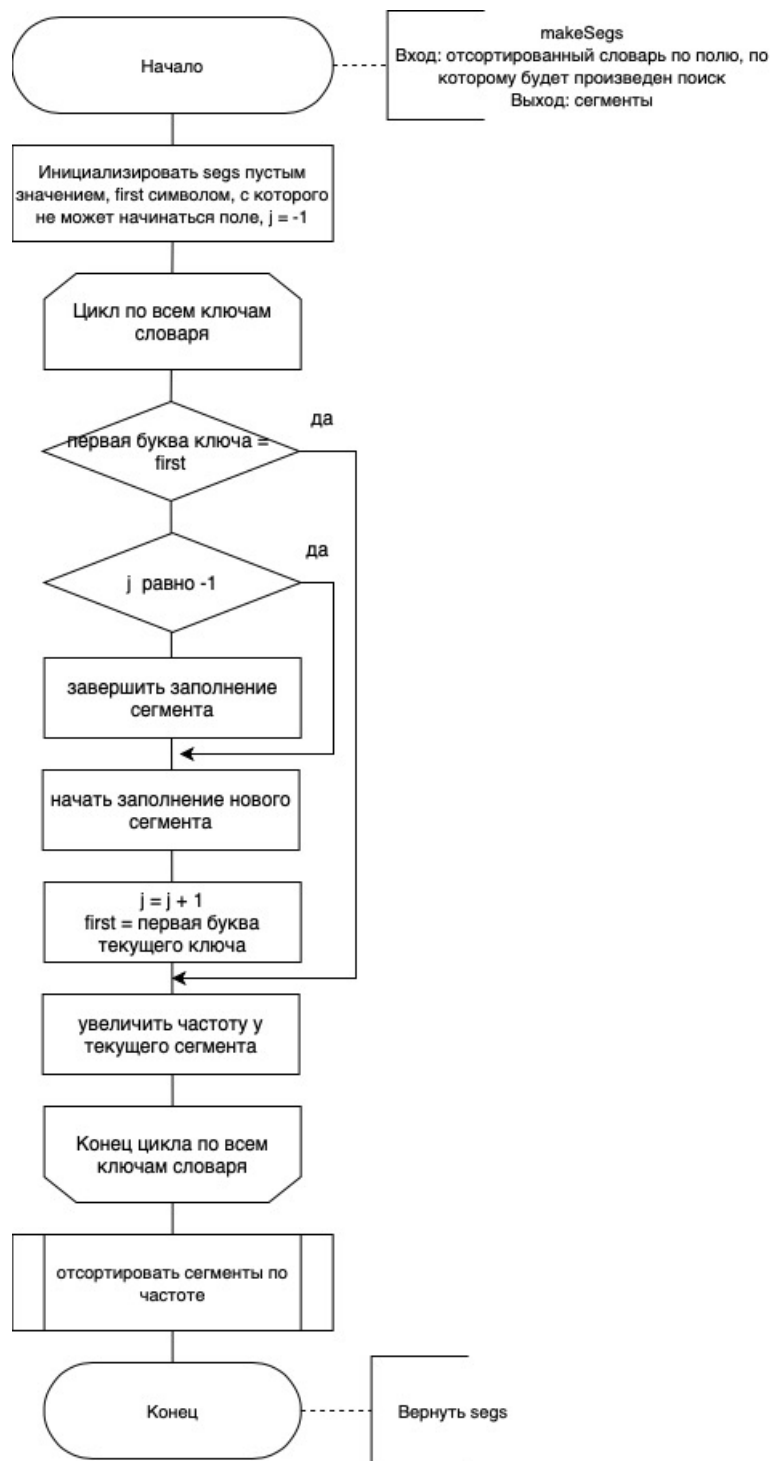 Начало
makeSegs
Вход: отсортированный словарь по полю, по
которому будет произведен поиск
Выход: сегменты
Инициализировать segs пустым
значением, first символом, с которого
не может начинаться поле, j = -1
Цикл по всем ключам
словаря
первая буква ключа =
first
да
j равно -1
да
завершить заполнение
сегмента
начать заполнение нового
сегмента
j = j + 1
first = первая буква
текущего ключа
увеличить частоту у
текущего сегмента
Конец цикла по всем
ключам словаря
отсортировать сегменты по
частоте
Конец
Вернуть segs